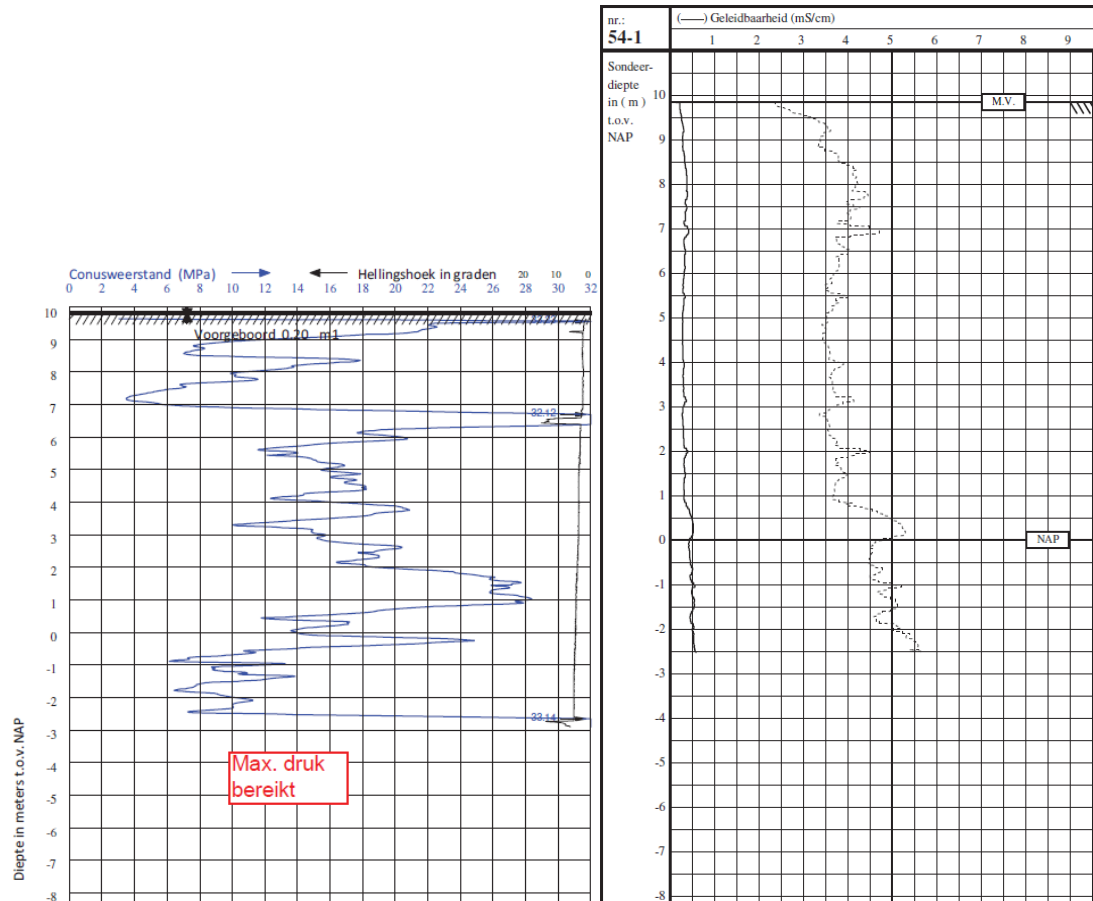 Conusweerstand (MPa)
Hellingshoek in graden
20 10 0
0 2 4 6 8 10 12 14 16 18 20 22 24 26 28 30 32
10
Voorgeboord 0.20 m1
9
8
7
32.12
6
5
4
3
2
1
0
-1
-2
33.14
-3
Max. druk
bereikt
-4
-5
-6
-7
-8
Diepte in meters t.o.v. NAP
nr.:
54-1
(—) Geleidbaarheid (mS/cm)
1 2 3 4 5 6 7 8 9
Sondeer-
diepte
in ( m )
t.o.v.
NAP
10
M.V.
9
8
7
6
5
4
3
2
1
0
NAP
-1
-2
-3
-4
-5
-6
-7
-8